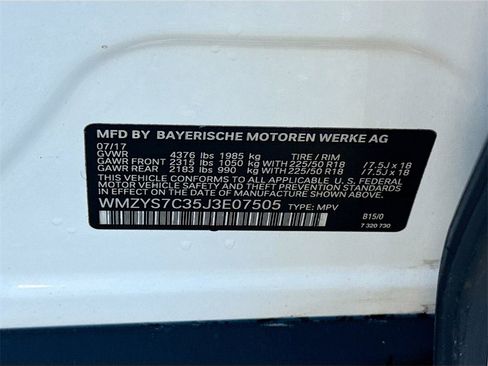 MFD BY BAYERISCHE MOTOREN WERKE AG
07/17
GVWR 4376 lbs 1985 kg TIRE / RIM
GAWR FRONT 2315 lbs 1050 kg WITH 225/50 R18 / 7.5J x 18
GAWR REAR 2183 lbs 990 kg WITH 225/50 R18 / 7.5J x 18
THIS VEHICLE CONFORMS TO ALL APPLICABLE U.S. FEDERAL
MOTOR VEHICLE SAFETY, BUMPER AND THEFT PREVENTION
STANDARDS IN EFFECT ON THE DATE OF MANUFACTURE
SHOWN ABOVE.
WMZYS7C35J3E07505 TYPE: MPV B15/0
7 320 730